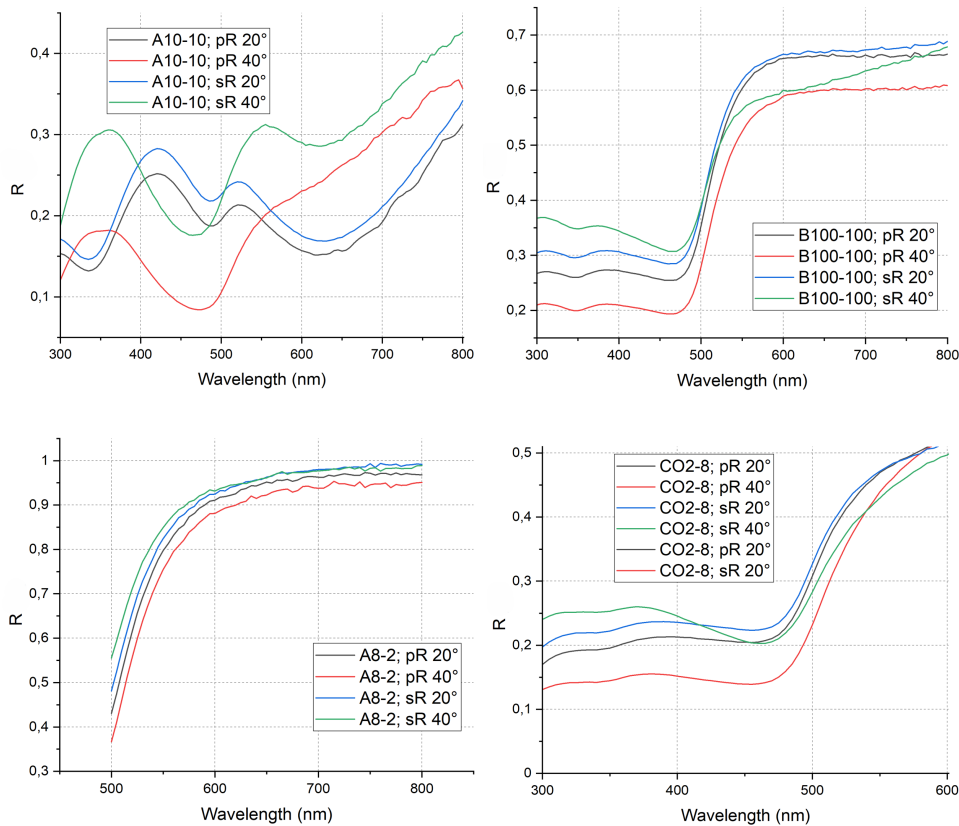 A10-10; pR 20°
A10-10; pR 40°
A10-10; sR 20°
A10-10; sR 40°
0,4
0,3
0,2
0,1
R
300 400 500 600 700 800
Wavelength (nm)
0,7
0,6
0,5
0,4
0,3
0,2
R
B100-100; pR 20°
B100-100; pR 40°
B100-100; sR 20°
B100-100; sR 40°
300 400 500 600 700 800
Wavelength (nm)
1
0,9
0,8
0,7
0,6
0,5
0,4
0,3
R
A8-2; pR 20°
A8-2; pR 40°
A8-2; sR 20°
A8-2; sR 40°
500 600 700 800
Wavelength (nm)
0,5
0,4
0,3
0,2
0,1
0
R
CO2-8; pR 20°
CO2-8; pR 40°
CO2-8; sR 20°
CO2-8; sR 40°
CO2-8; pR 20°
CO2-8; sR 20°
300 400 500 600
Wavelength (nm)